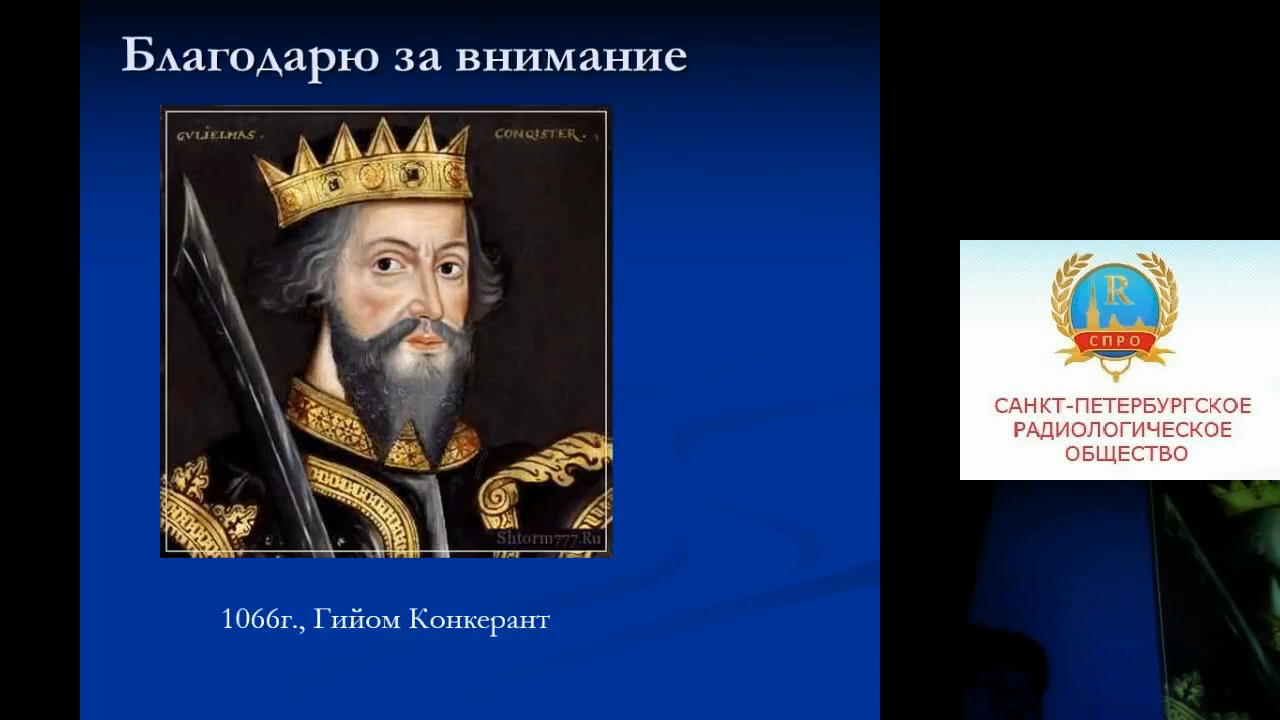 Благодарю за внимание
GVLIELMAS.
CONQISTER.
Shtorm777.Ru
1066г., Гийом Конкерант
R
СПРО
САНКТ-ПЕТЕРБУРГСКОЕ
РАДИОЛОГИЧЕСКОЕ
ОБЩЕСТВО